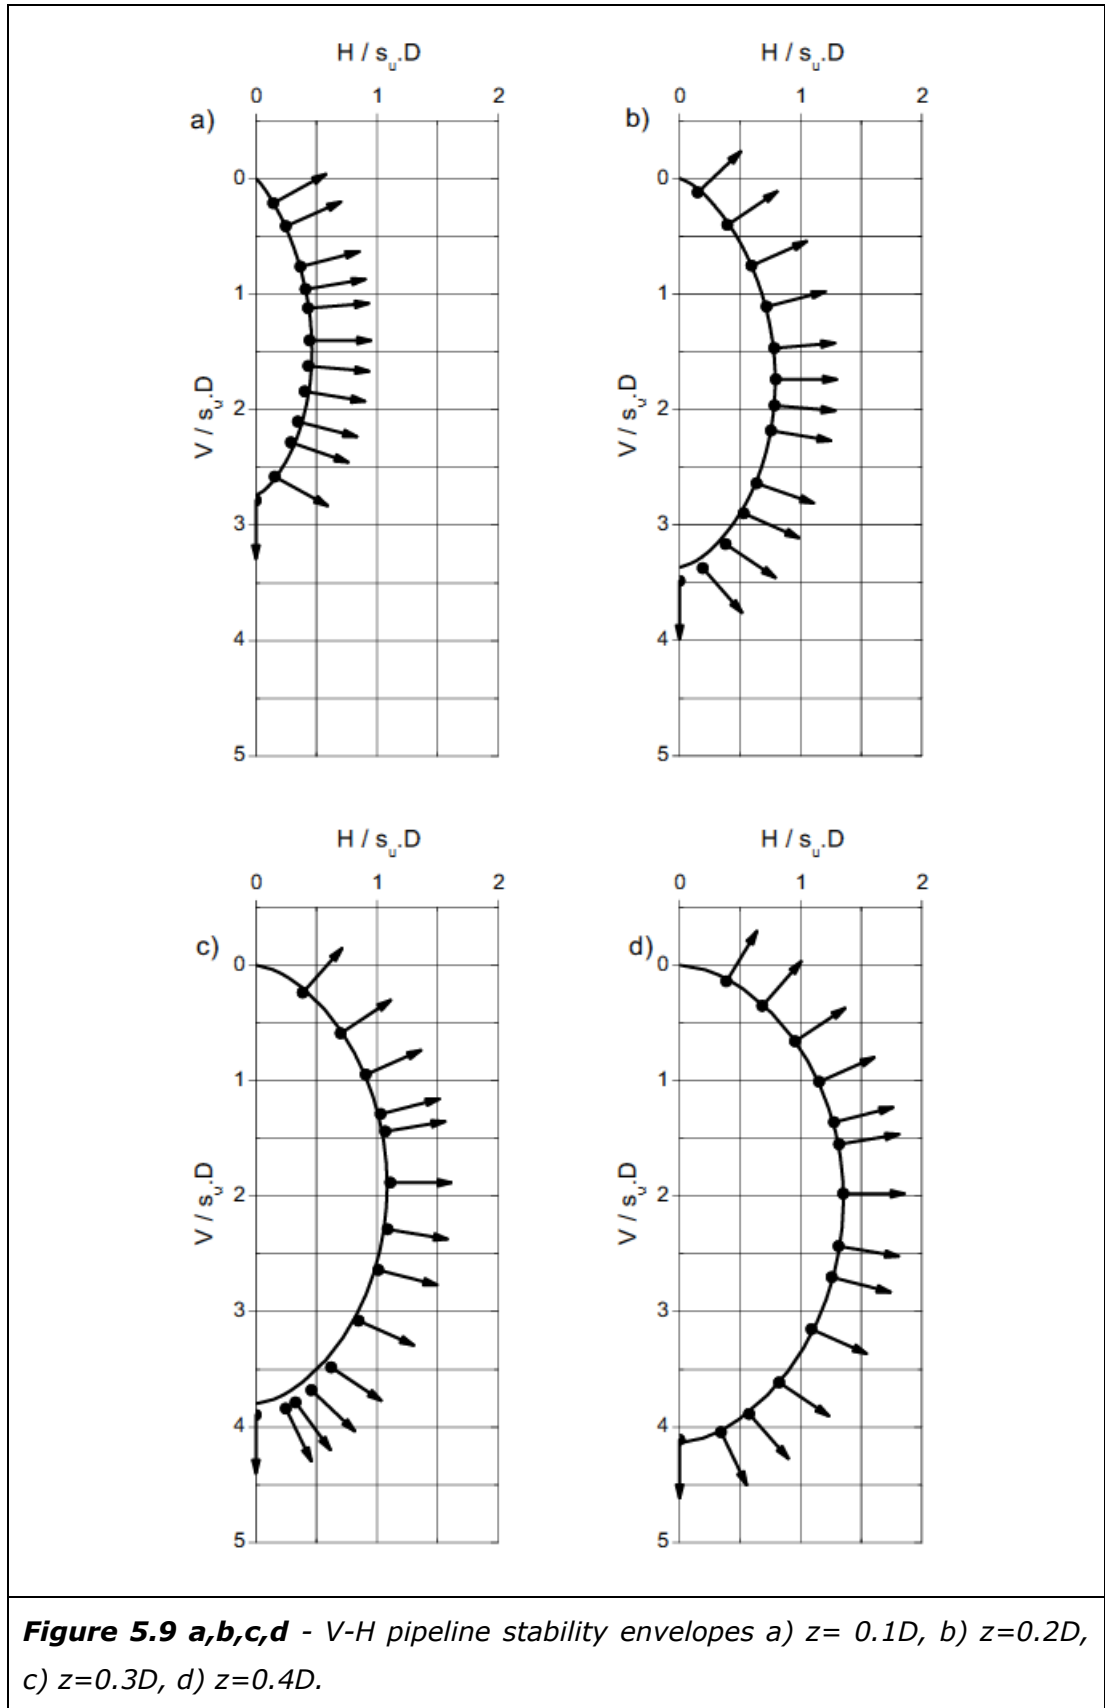 H / s_u.D
0 1 2
a)
0
1
2
3
4
5
V / s_u.D
H / s_u.D
0 1 2
b)
0
1
2
3
4
5
V / s_u.D
H / s_u.D
0 1 2
c)
0
1
2
3
4
5
V / s_u.D
H / s_u.D
0 1 2
d)
0
1
2
3
4
5
V / s_u.D
Figure 5.9 a,b,c,d - V-H pipeline stability envelopes a) z= 0.1D, b) z=0.2D,
c) z=0.3D, d) z=0.4D.